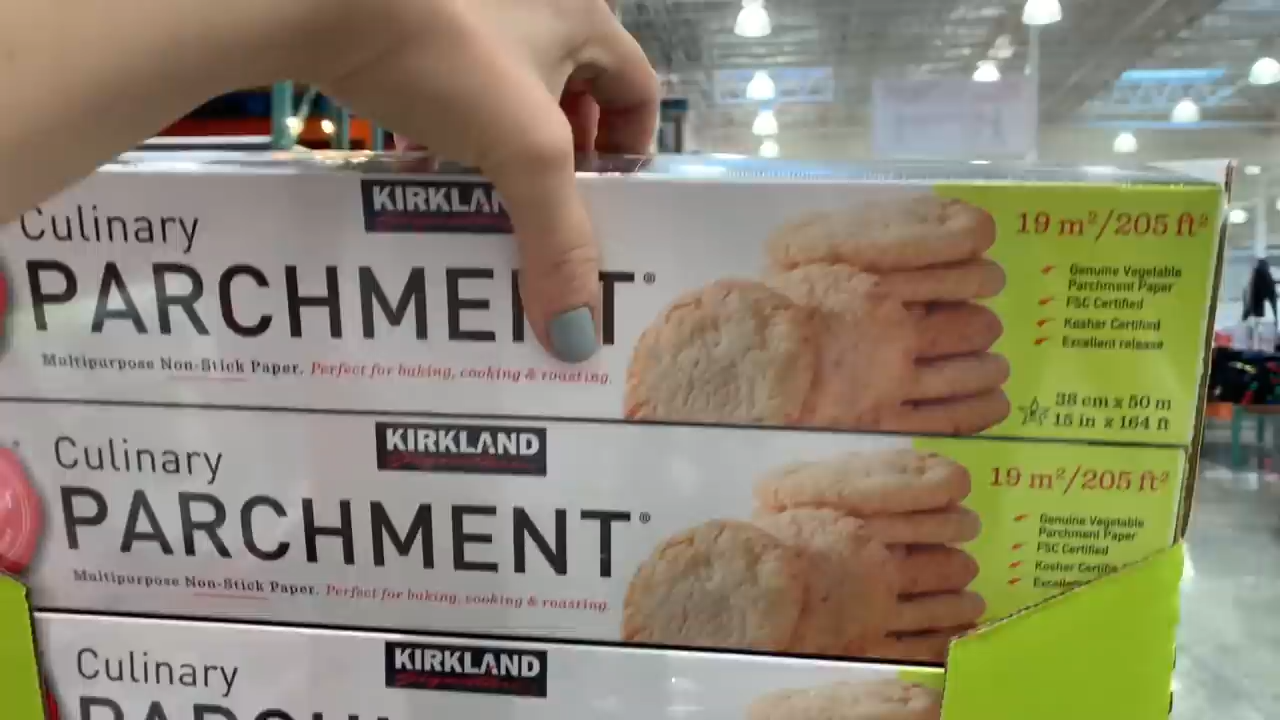 KIRKLAN
Culinary
PARCHMENT®
Multipurpose Non-Stick Paper. Perfect for baking, cooking & roasting.
19 m²/205 ft²
Genuine Vegetable
Parchment Paper
FSC Certified
Kosher Certified
Excellent release
38 cm x 50 m
15 in x 164 ft
KIRKLAND
Culinary
PARCHMENT®
Multipurpose Non-Stick Paper. Perfect for baking, cooking & roasting.
19 m²/205 ft²
Genuine Vegetable
Parchment Paper
FSC Certified
Kosher
KIRKLAND
Culinary